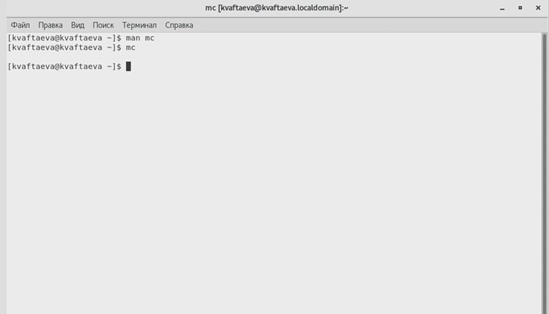 mc [kvaftaeva@kvaftaeva.localdomain]:~
Файл Правка Вид Поиск Терминал Справка
[kvaftaeva@kvaftaeva ~]$ man mc
[kvaftaeva@kvaftaeva ~]$ mc
[kvaftaeva@kvaftaeva ~]$